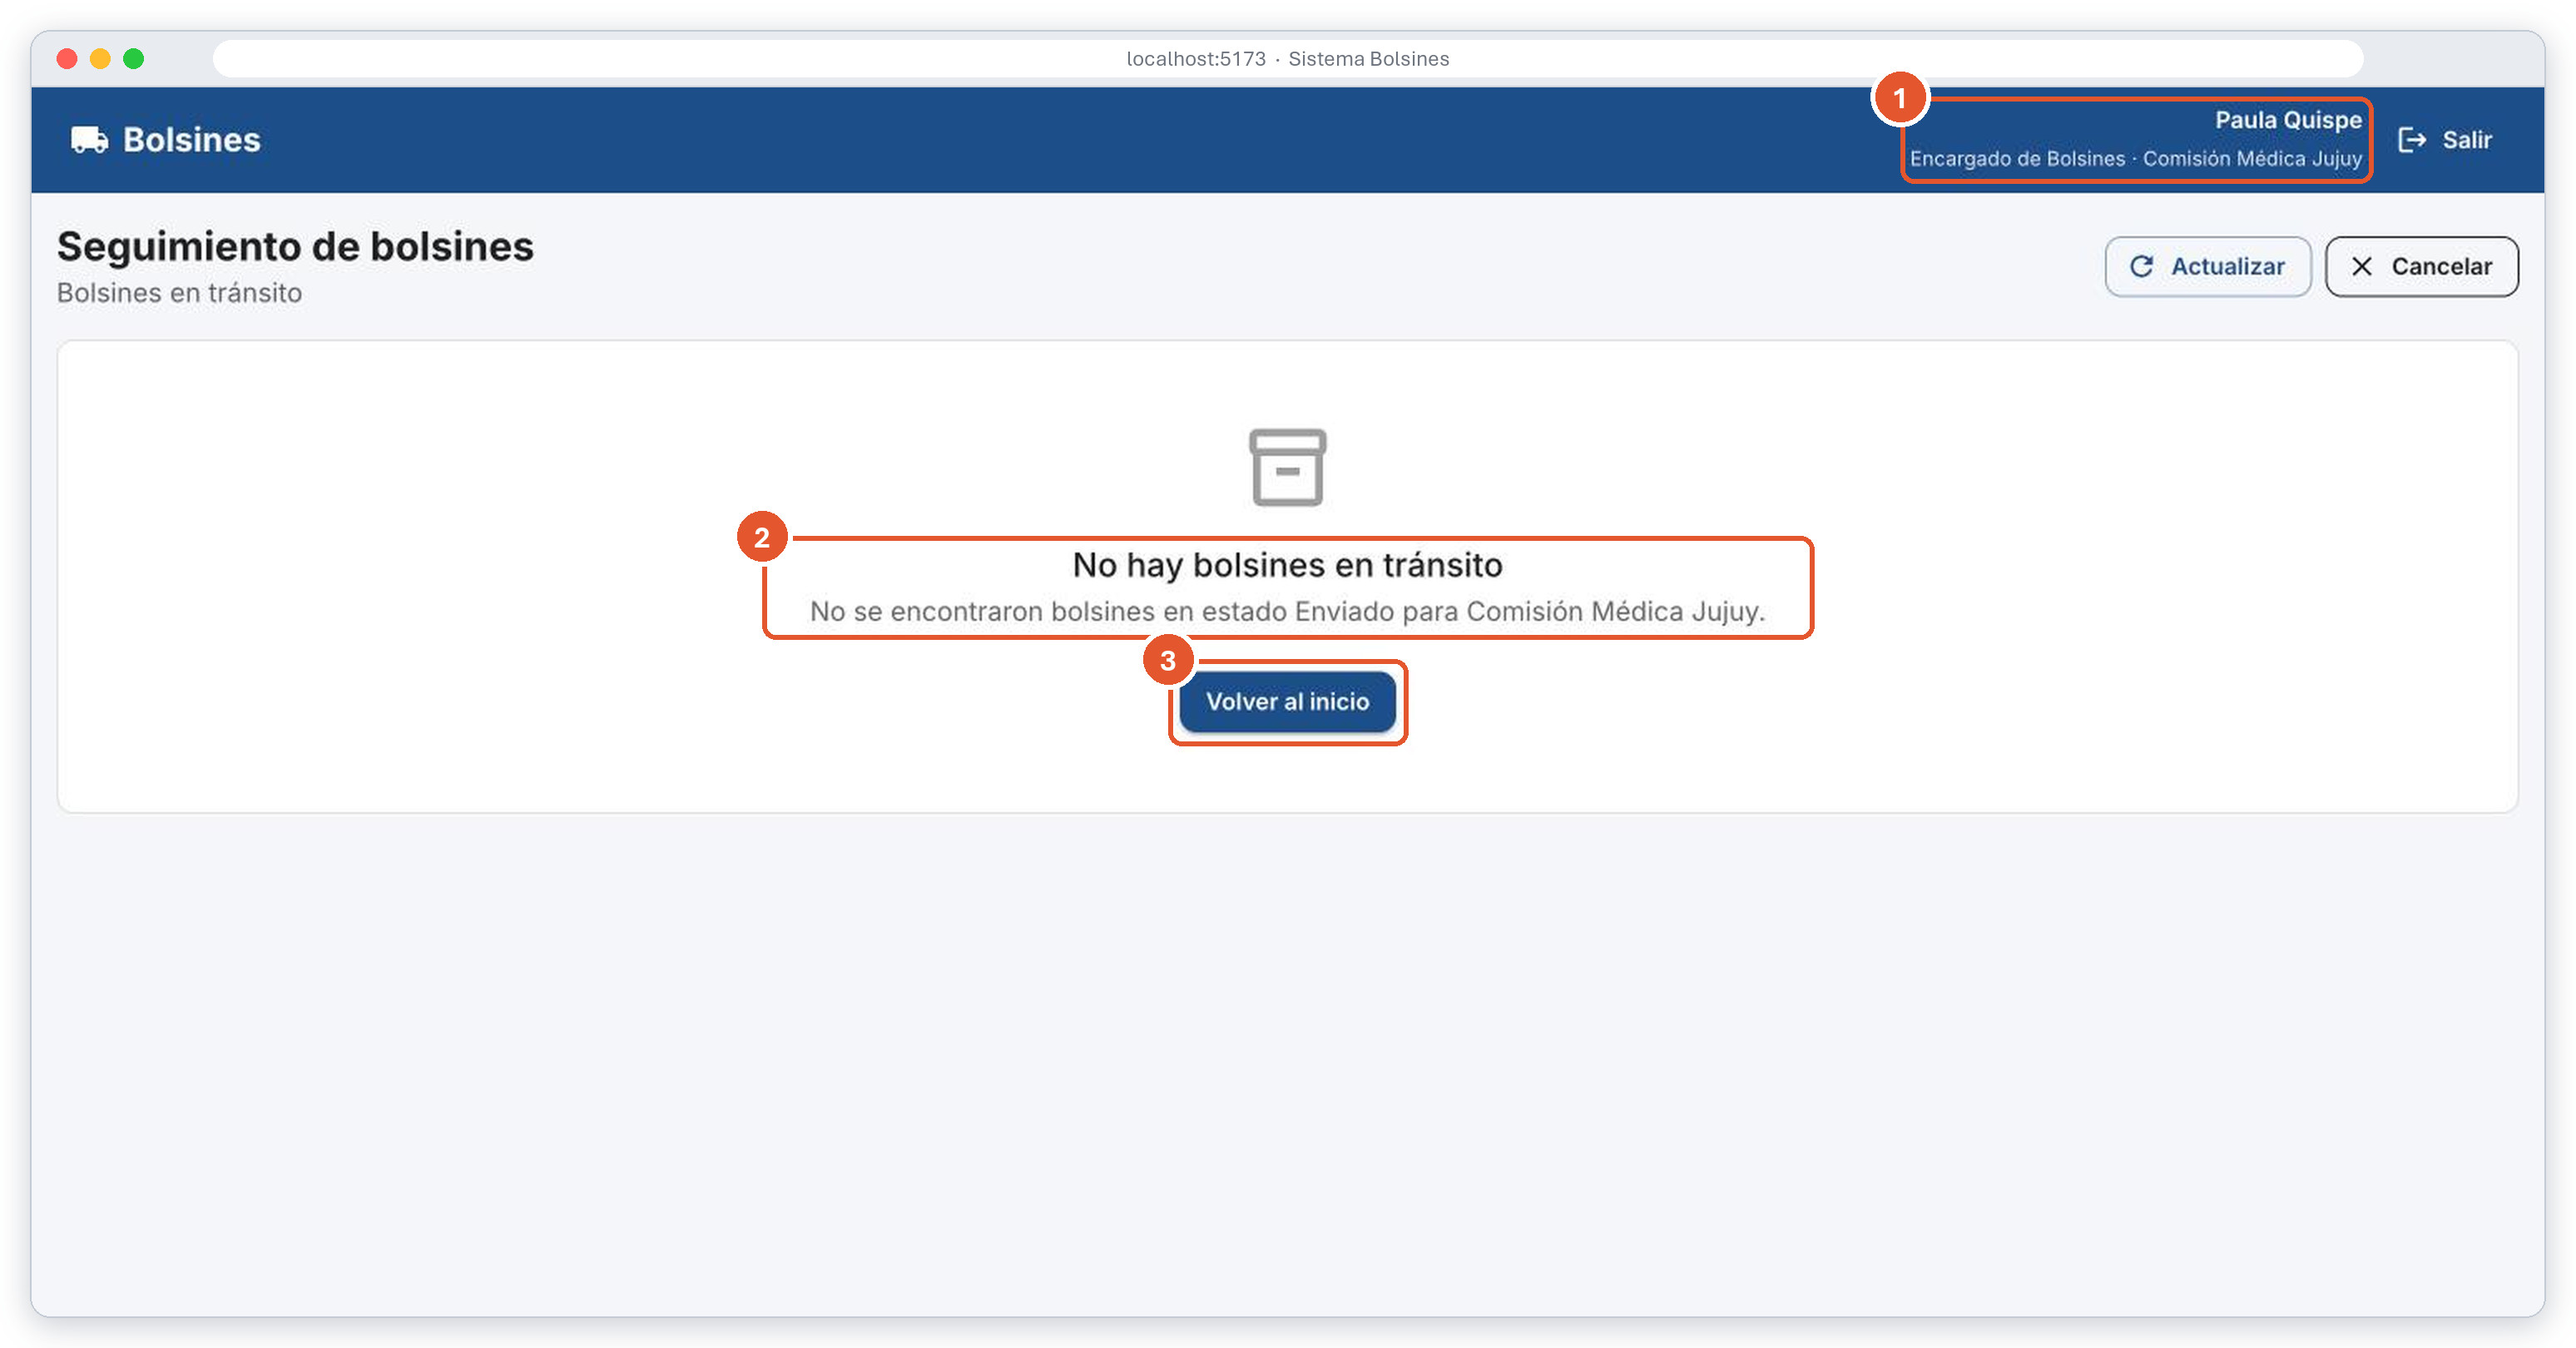 localhost:5173 · Sistema Bolsines
Bolsines
1
Paula Quispe
Encargado de Bolsines · Comisión Médica Jujuy
Salir
Seguimiento de bolsines
Bolsines en tránsito
Actualizar
Cancelar
2
No hay bolsines en tránsito
No se encontraron bolsines en estado Enviado para Comisión Médica Jujuy.
3
Volver al inicio